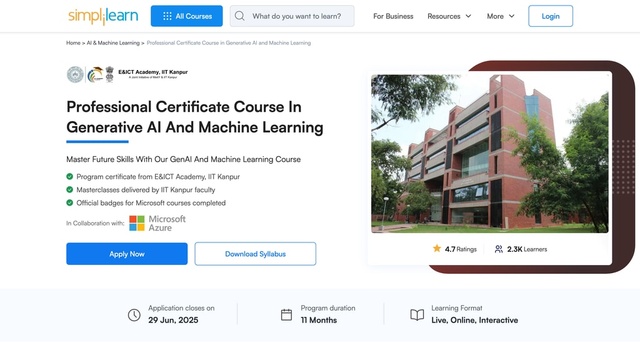 simplilearn
All Courses
What do you want to learn?
For Business
Resources
More
Login
Home > AI & Machine Learning > Professional Certificate Course in Generative AI and Machine Learning
E&ICT Academy, IIT Kanpur
Professional Certificate Course In
Generative AI And Machine Learning
Master Future Skills With Our GenAI And Machine Learning Course
Program certificate from E&ICT Academy, IIT Kanpur
Masterclasses delivered by IIT Kanpur faculty
Official badges for Microsoft courses completed
In Collaboration with:
Microsoft
Azure
Apply Now
Download Syllabus
4.7 Ratings
2.3K Learners
Application closes on
29 Jun, 2025
Program duration
11 Months
Learning Format
Live, Online, Interactive